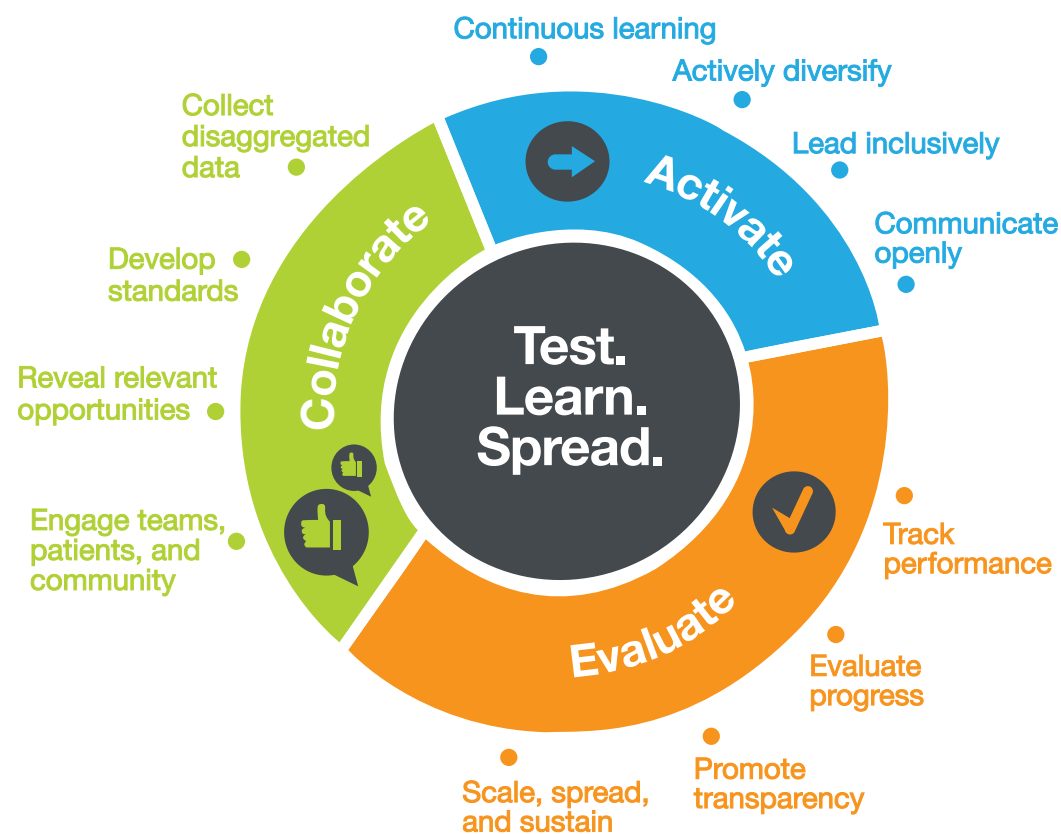 Continuous learning
Actively diversify
Lead inclusively
Communicate
openly
Activate
Collect
disaggregated
data
Develop
standards
Reveal relevant
opportunities
Engage teams,
patients, and
community
Collaborate
Test.
Learn.
Spread.
Evaluate
Track
performance
Evaluate
progress
Promote
transparency
Scale, spread,
and sustain